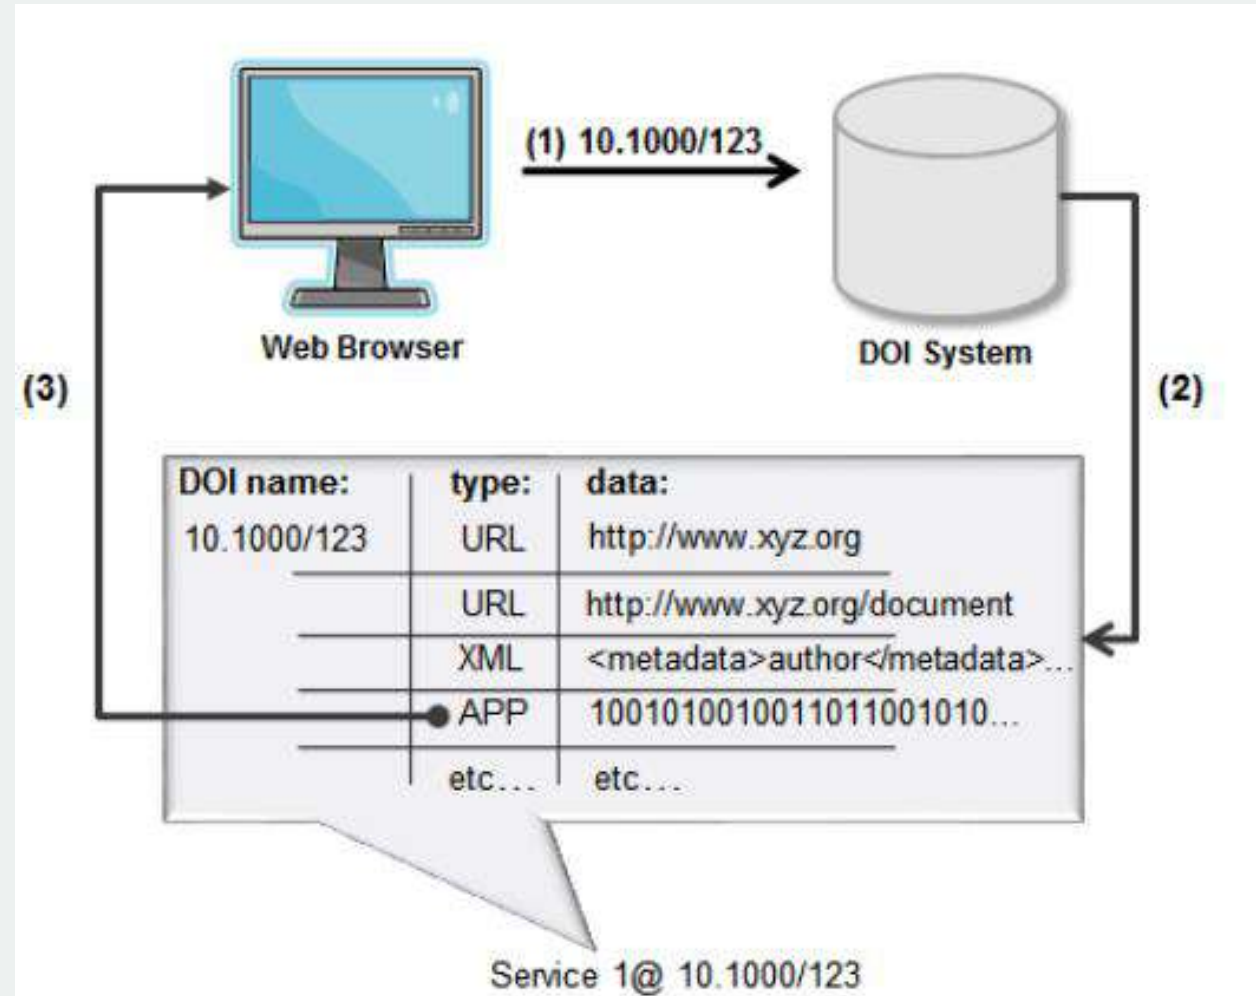 (1) 10.1000/123
Web Browser
DOI System
(3)
(2)
DOI name: type: data:
10.1000/123 URL http://www.xyz.org
URL http://www.xyz.org/document
XML <metadata>author</metadata>...
APP 1001010010011011001010...
etc... etc...
Service 1@ 10.1000/123